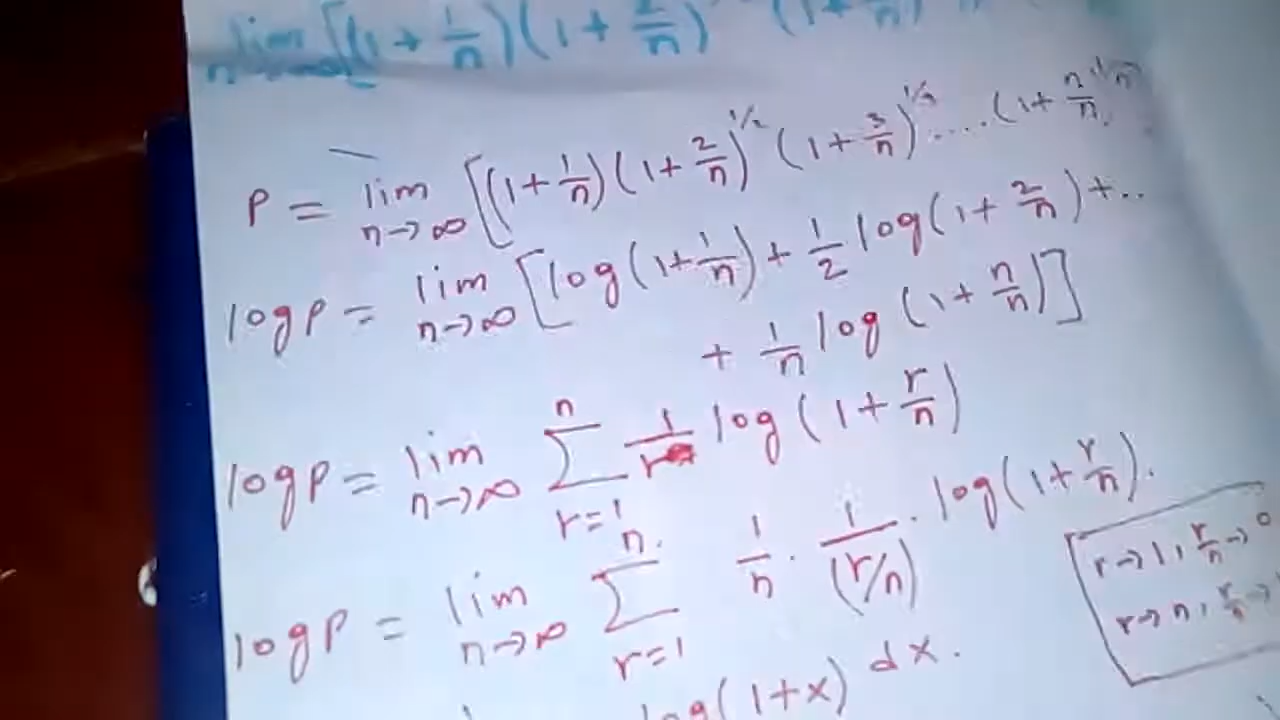 lim n→∞ [(1 + 1/n)(1 + 2/n) (1+ /n)
P = lim n→∞ [(1 + 1/n)(1 + 2/n)^1/2 (1 + 3/n)^1/3 .... (1 + n/n)^1/n
log P = lim n→∞ [log(1 + 1/n) + 1/2 log(1 + 2/n) + ..
+ 1/n log(1 + n/n)]
log P = lim n→∞ Σ r=1 n 1/r log(1 + r/n)
log P = lim n→∞ Σ r=1 n 1/n . 1/(r/n) . log(1 + r/n).
r→1, r/n→0
r→n, r/n→
log(1+x) dx.